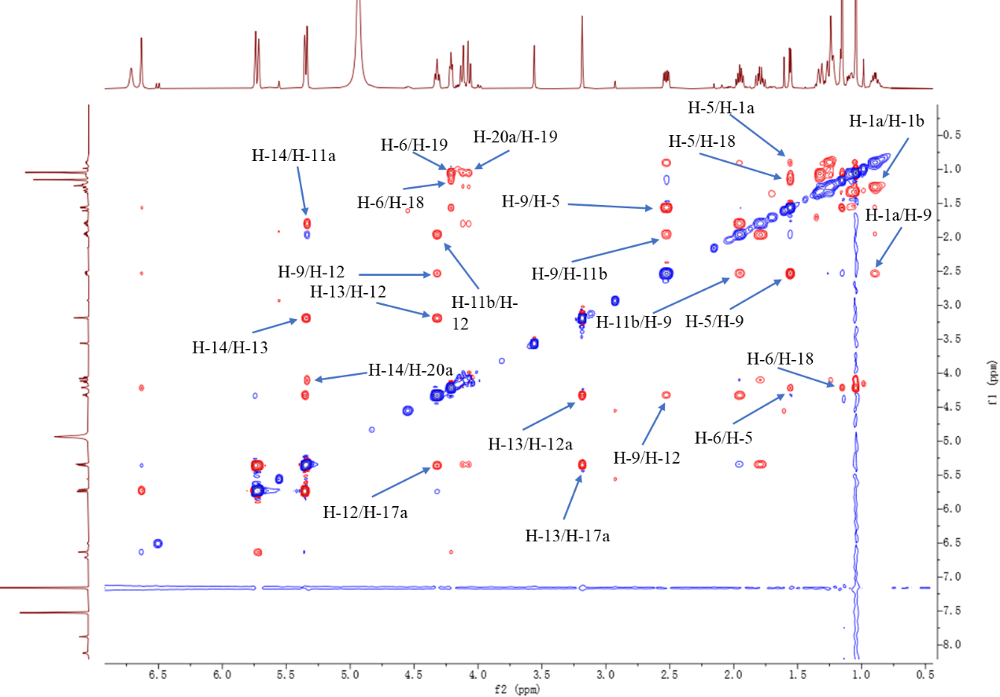 H-5/H-1a
H-1a/H-1b
H-20a/H-19
H-6/H-19
H-5/H-18
H-14/H-11a
H-6/H-18
H-9/H-5
H-1a/H-9
H-9/H-12
H-9/H-11b
H-13/H-12
H-11b/H-
12
H-11b/H-9
H-5/H-9
H-14/H-13
H-6/H-18
H-14/H-20a
H-13/H-12a
H-9/H-12
H-6/H-5
H-12/H-17a
H-13/H-17a
0.5
1.0
1.5
2.0
2.5
3.0
3.5
4.0
4.5
5.0
5.5
6.0
6.5
7.0
7.5
8.0
f1 (ppm)
6.5 6.0 5.5 5.0 4.5 4.0 3.5 3.0 2.5 2.0 1.5 1.0 0.5
f2 (ppm)